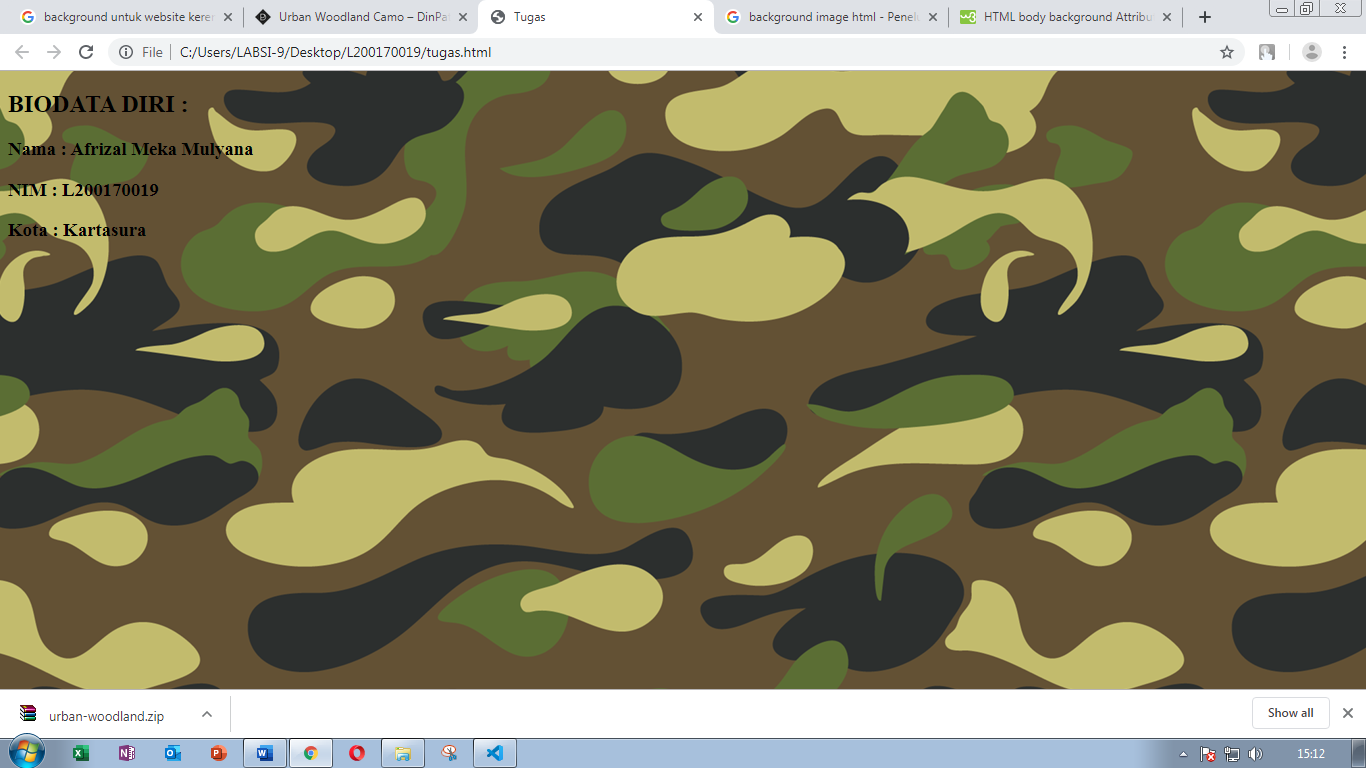 background untuk website keren
Urban Woodland Camo – DinPat
Tugas
background image html - Penelu
HTML body background Attribu
File
C:/Users/LABSI-9/Desktop/L200170019/tugas.html
BIODATA DIRI :
Nama : Afrizal Meka Mulyana
NIM : L200170019
Kota : Kartasura
urban-woodland.zip
Show all
15:12